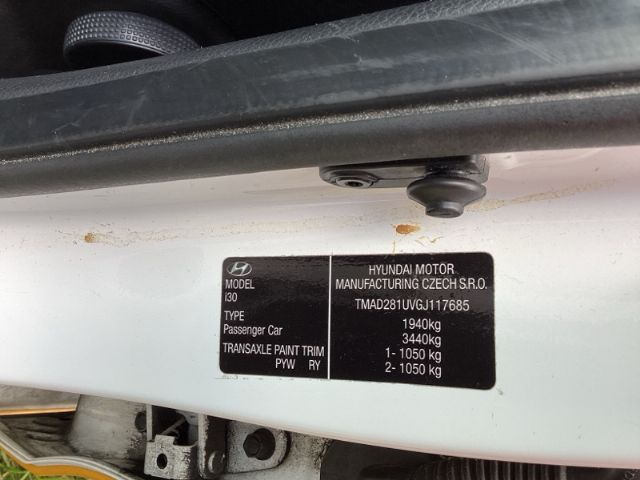 MODEL
i30
TYPE
Passenger Car
TRANSAXLE PAINT TRIM
PYW RY
HYUNDAI MOTOR
MANUFACTURING CZECH S.R.O.
TMAD281UVGJ117685
1940kg
3440kg
1- 1050 kg
2- 1050 kg